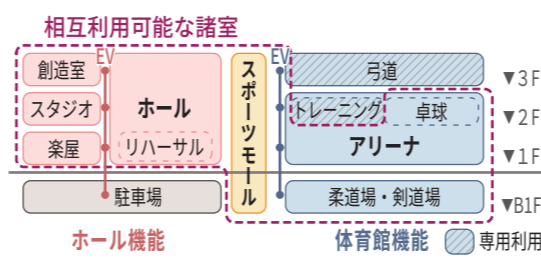 相互利用可能な諸室
EV
EV
創造室
スタジオ
楽屋
ホール
リハーサル
スポーツモール
弓道
トレーニング
卓球
アリーナ
▼3F
▼2F
▼1F
駐車場
柔道場・剣道場
▼B1F
ホール機能
体育館機能
専用利用